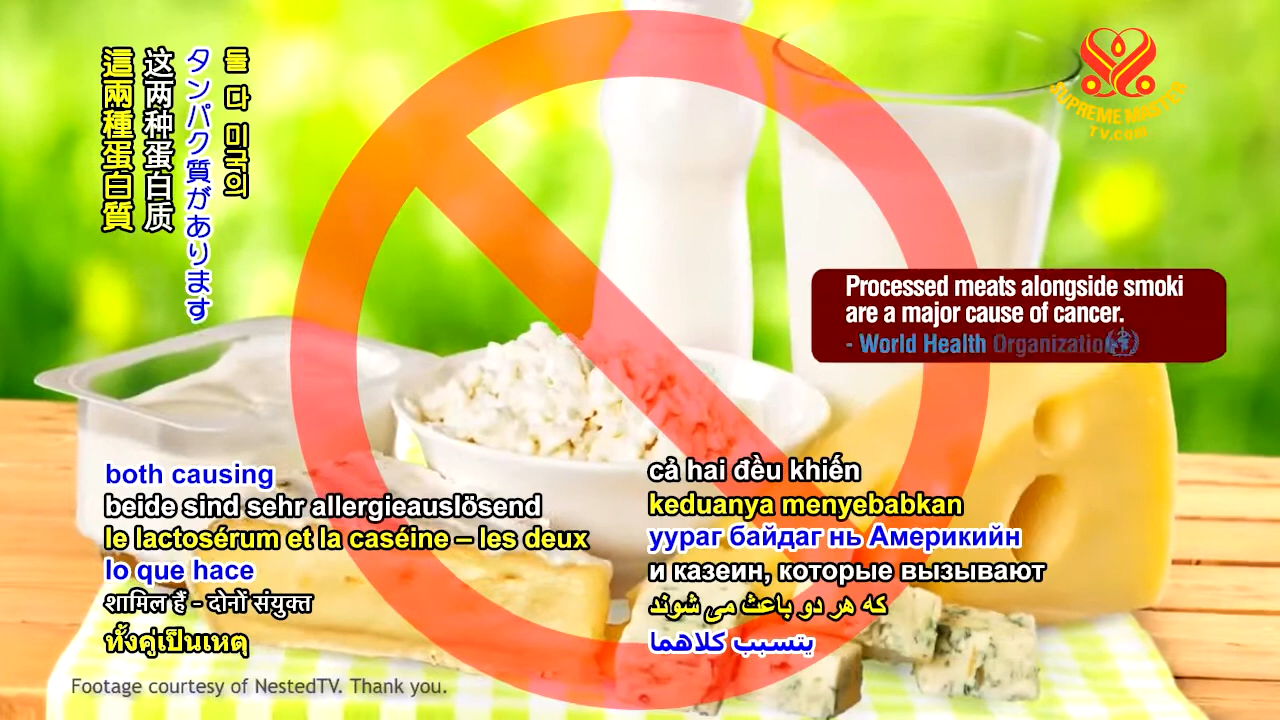 둘 다 미국의
タンパク質があります
这两种蛋白质
這兩種蛋白質
SUPREME MASTER
TV.COM
Processed meats alongside smoki
are a major cause of cancer.
- World Health Organization
both causing
beide sind sehr allergieauslösend
le lactosérum et la caséine – les deux
lo que hace
शामिल हैं - दोनों संयुक्त
ทั้งคู่เป็นเหตุ
cả hai đều khiến
keduanya menyebabkan
уураг байдаг нь Америкийн
и казеин, которые вызывают
که هر دو باعث می شوند
يتسبب كلاهما
Footage courtesy of NestedTV. Thank you.